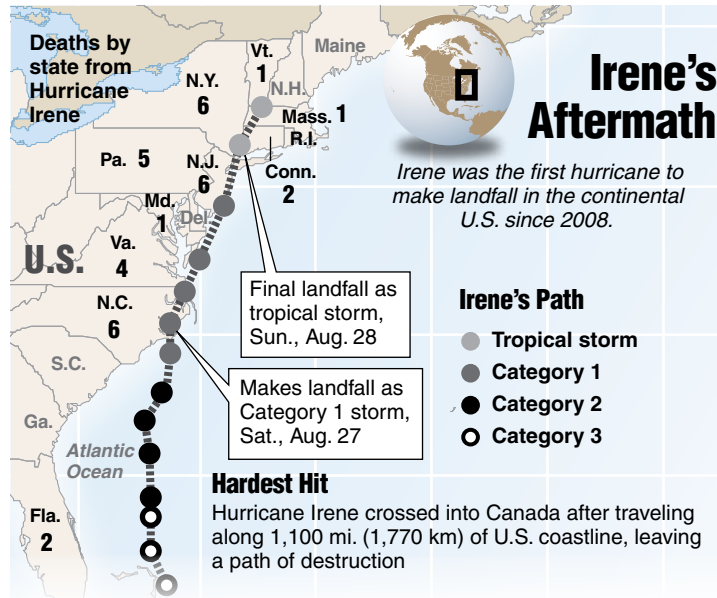 Deaths by
state from
Hurricane
Irene
Irene's
Aftermath
Irene was the first hurricane to
make landfall in the continental
U.S. since 2008.
Vt.
1
Maine
N.H.
N.Y.
6
Mass. 1
R.I.
Conn.
2
Pa. 5
N.J.
6
Md.
1
Del.
U.S.
Va.
4
N.C.
6
S.C.
Ga.
Atlantic
Ocean
Fla.
2
Final landfall as
tropical storm,
Sun., Aug. 28
Makes landfall as
Category 1 storm,
Sat., Aug. 27
Irene's Path
Tropical storm
Category 1
Category 2
Category 3
Hardest Hit
Hurricane Irene crossed into Canada after traveling
along 1,100 mi. (1,770 km) of U.S. coastline, leaving
a path of destruction